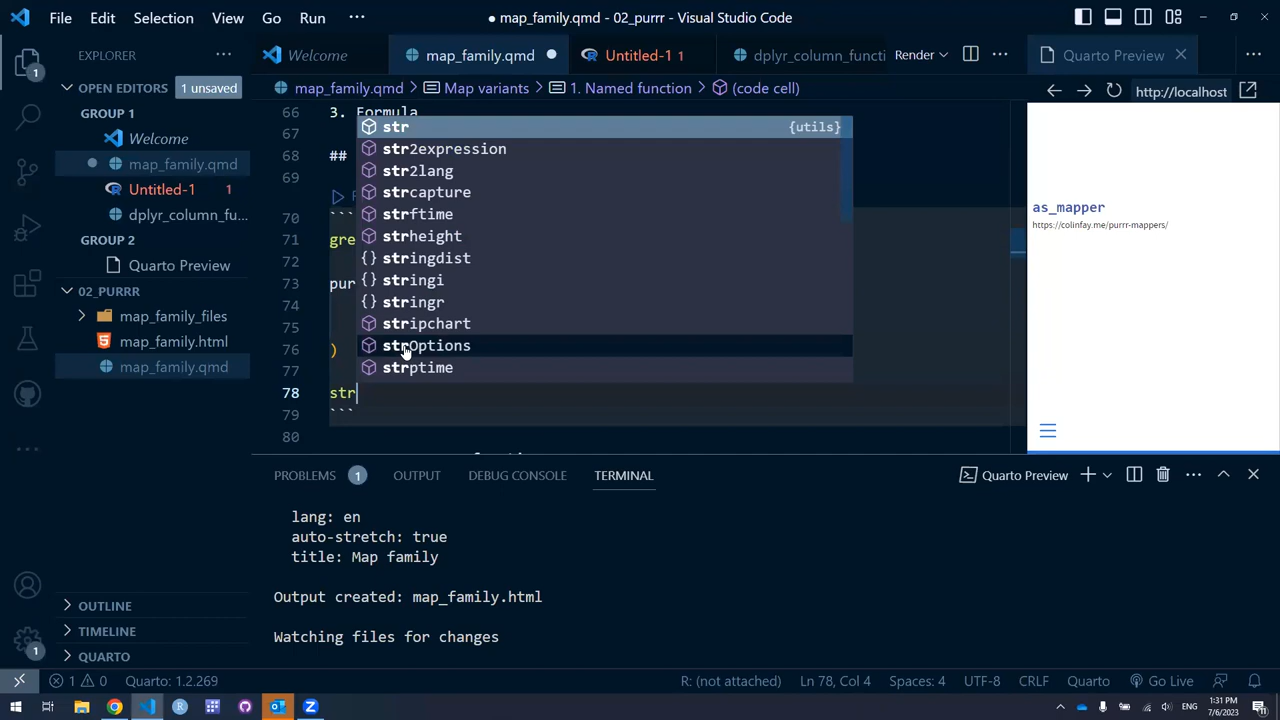 File Edit Selection View Go Run ··· ● map_family.qmd - 02_purrr - Visual Studio Code
EXPLORER ···
Welcome
map_family.qmd ●
Untitled-1 1
dplyr_column_functi
Render
···
Quarto Preview
···
OPEN EDITORS 1 unsaved
GROUP 1
Welcome
● map_family.qmd
Untitled-1 1
dplyr_column_fu...
GROUP 2
Quarto Preview
02_PURRR
map_family_files
map_family.html
map_family.qmd
OUTLINE
TIMELINE
QUARTO
1
1
map_family.qmd > Map variants > 1. Named function > (code cell)
66 3. Formula
67
68 ##
69
70 ```
71 gre
72
73 pur
74
75
76 )
77
78 str
79 ```
80
str {utils}
str2expression
str2lang
strcapture
strftime
strheight
stringdist
stringi
stringr
stripchart
strOptions
strptime
http://localhost
as_mapper
https://colinfay.me/purrr-mappers/
PROBLEMS 1 OUTPUT DEBUG CONSOLE TERMINAL
Quarto Preview
···
lang: en
auto-stretch: true
title: Map family
Output created: map_family.html
Watching files for changes
1 0 Quarto: 1.2.269 R: (not attached) Ln 78, Col 4 Spaces: 4 UTF-8 CRLF Quarto Go Live
ENG 1:31 PM
7/6/2023